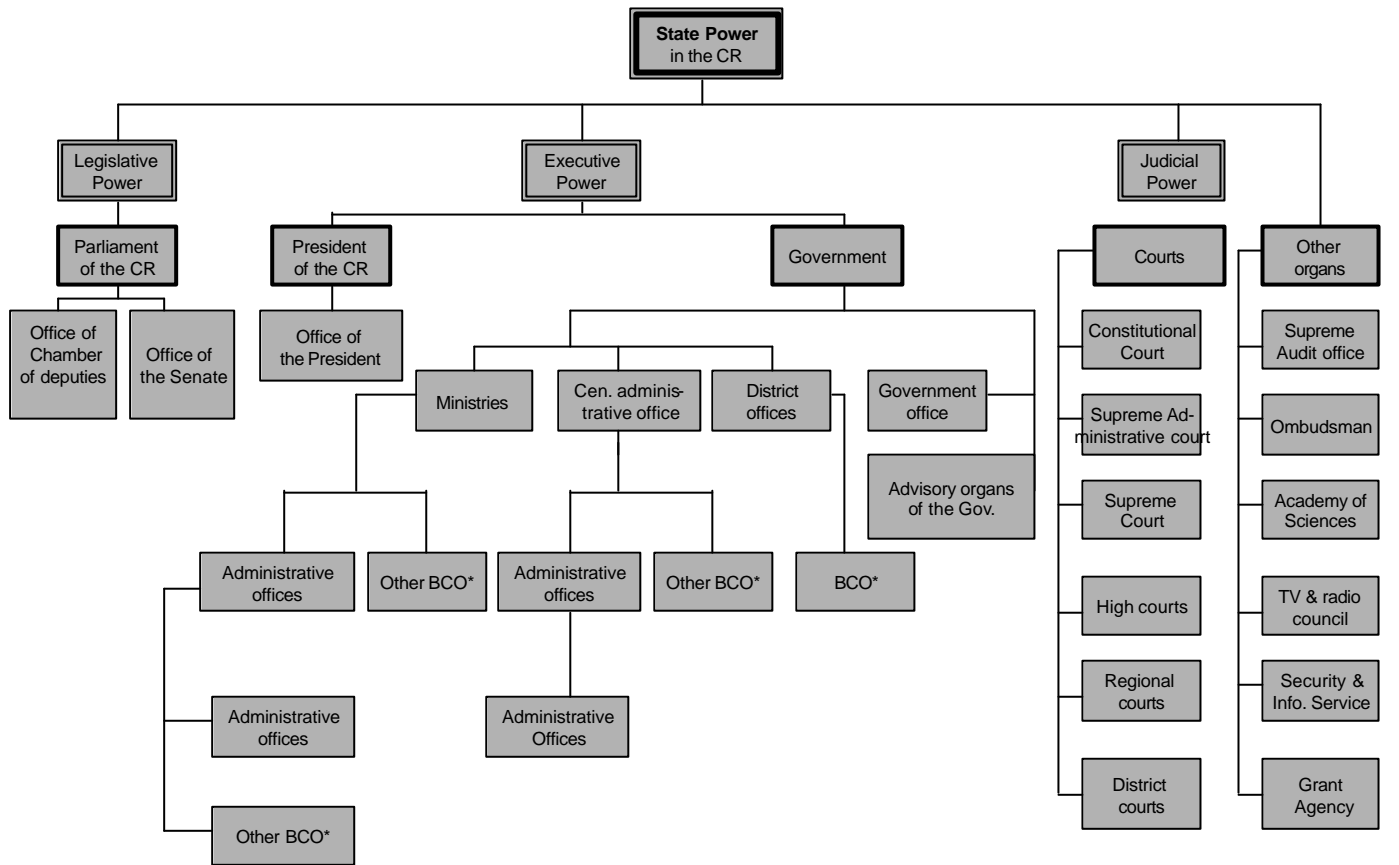 State Power
in the CR
Legislative
Power
Executive
Power
Judicial
Power
Parliament
of the CR
President
of the CR
Government
Courts
Other
organs
Office of
Chamber
of deputies
Office of
the Senate
Office of
the President
Ministries
Cen. adminis-
trative office
District
offices
Government
office
Advisory organs
of the Gov.
Administrative
offices
Other BCO*
Administrative
offices
Other BCO*
BCO*
Administrative
offices
Other BCO*
Administrative
Offices
Constitutional
Court
Supreme Ad-
ministrative court
Supreme
Court
High courts
Regional
courts
District
courts
Supreme
Audit office
Ombudsman
Academy of
Sciences
TV & radio
council
Security &
Info. Service
Grant
Agency